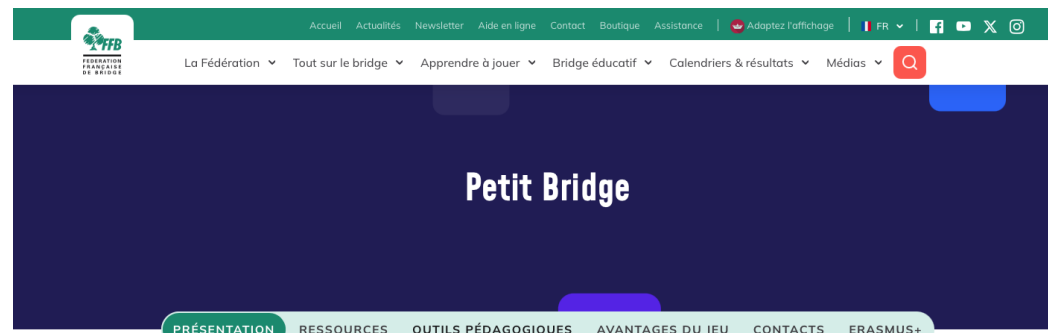 Accueil Actualités Newsletter Aide en ligne Contact Boutique Assistance Adaptez l'affichage FR
FFB
FEDERATION
FRANÇAISE
DE BRIDGE
La Fédération Tout sur le bridge Apprendre à jouer Bridge éducatif Calendriers & résultats Médias
Petit Bridge
PRÉSENTATION RESSOURCES OUTILS PÉDAGOGIQUES AVANTAGES DU JEU CONTACTS ERASMUS+